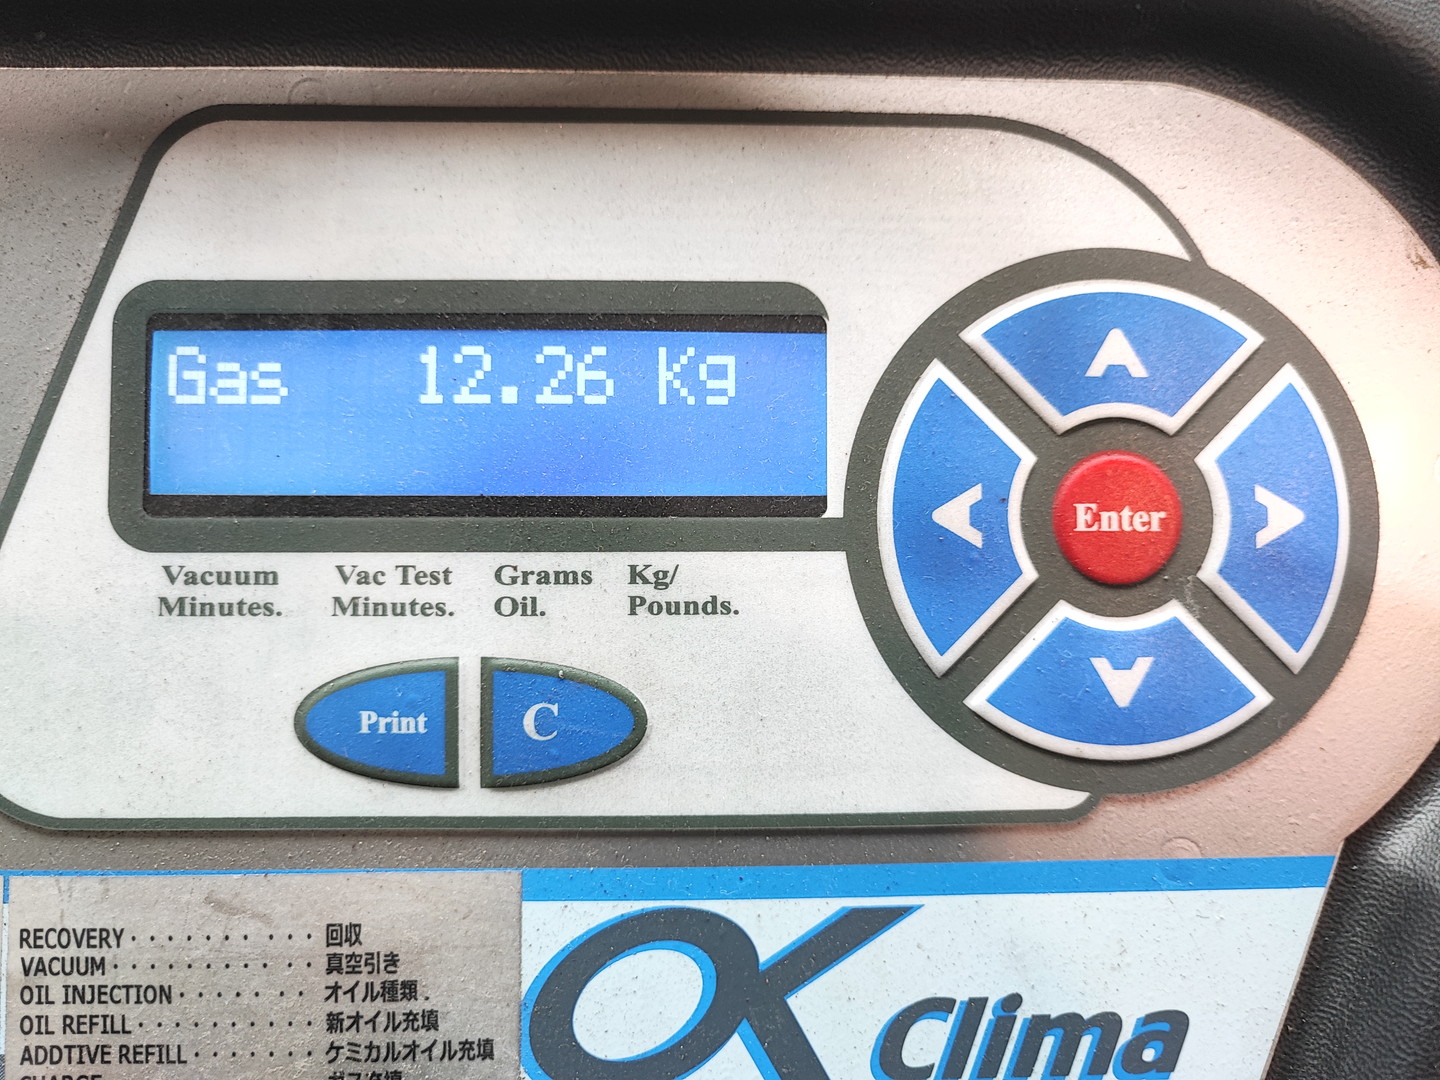 Gas 12.26 Kg
Vacuum Minutes.
Vac Test Minutes.
Grams Oil.
Kg/ Pounds.
Enter
Print
C
RECOVERY · · · · · · · · · · 回収
VACUUM · · · · · · · · · · · 真空引き
OIL INJECTION · · · · · · · オイル種類.
OIL REFILL · · · · · · · · · · 新オイル充填
ADDTIVE REFILL · · · · · · · ケミカルオイル充填
OK Clima